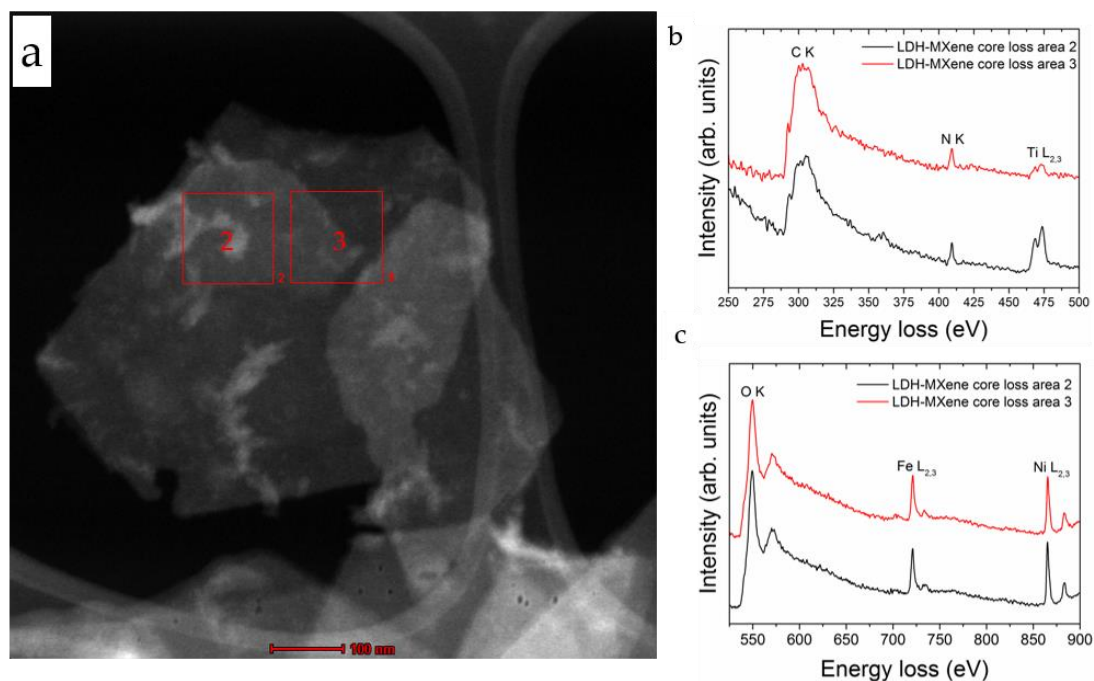 a
2
3
2
100 nm
b
LDH-MXene core loss area 2
LDH-MXene core loss area 3
C K
N K
Ti L2,3
Intensity (arb. units)
250 275 300 325 350 375 400 425 450 475 500
Energy loss (eV)
c
LDH-MXene core loss area 2
LDH-MXene core loss area 3
O K
Fe L2,3
Ni L2,3
Intensity (arb. units)
550 600 650 700 750 800 850 900
Energy loss (eV)